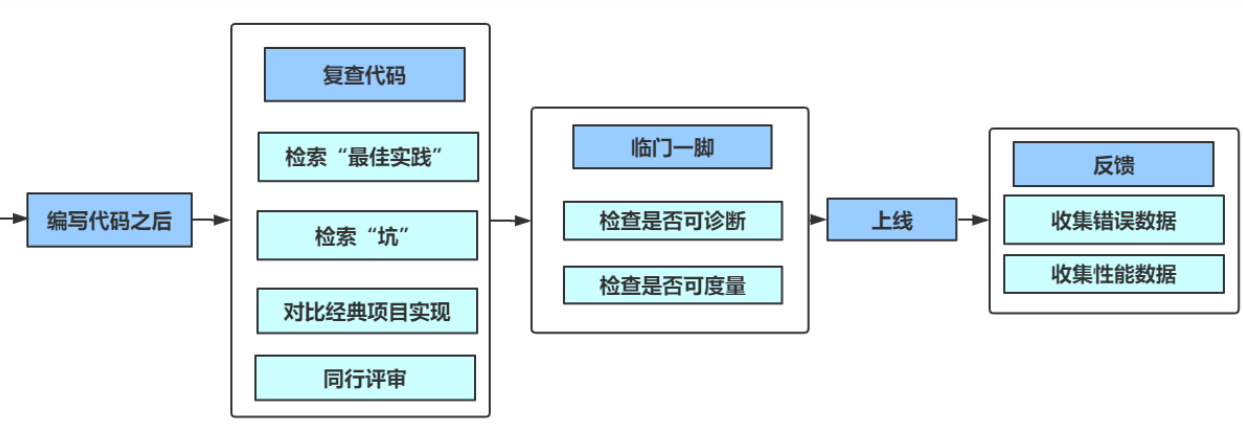 编写代码之后
复查代码
检索“最佳实践”
检索“坑”
对比经典项目实现
同行评审
临门一脚
检查是否可诊断
检查是否可度量
上线
反馈
收集错误数据
收集性能数据